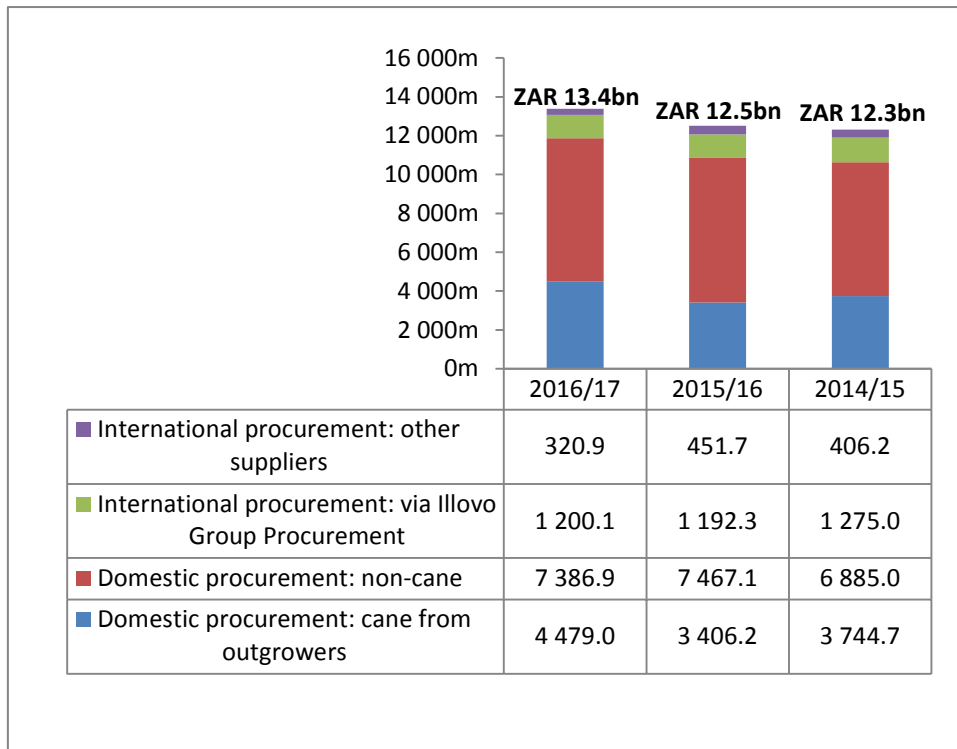 16 000m
14 000m
12 000m
10 000m
8 000m
6 000m
4 000m
2 000m
0m
ZAR 13.4bn
ZAR 12.5bn
ZAR 12.3bn
2016/17 2015/16 2014/15
International procurement: other
suppliers
320.9 451.7 406.2
International procurement: via Illovo
Group Procurement
1 200.1 1 192.3 1 275.0
Domestic procurement: non-cane
7 386.9 7 467.1 6 885.0
Domestic procurement: cane from
outgrowers
4 479.0 3 406.2 3 744.7